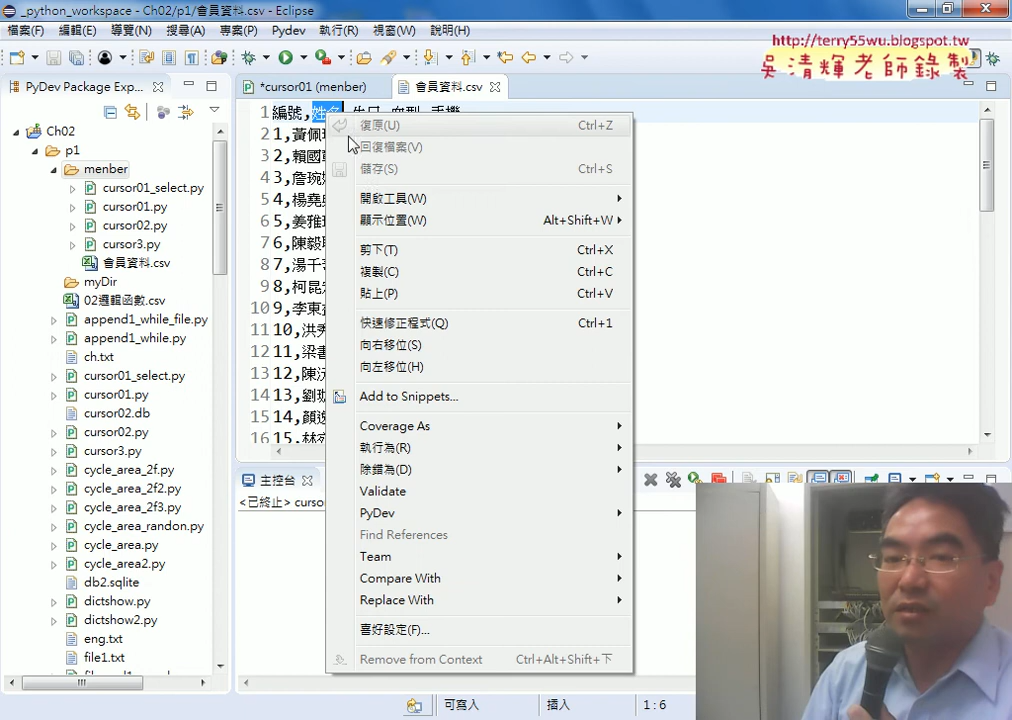 _python_workspace - Ch02/p1/會員資料.csv - Eclipse
檔案(F) 編輯(E) 導覽(N) 搜尋(A) 專案(P) Pydev 執行(R) 視窗(W) 說明(H)
http://terry55wu.blogspot.tw
吳清輝老師錄製
PyDev Package Exp...
*cursor01 (menber)
會員資料.csv
Ch02
p1
menber
cursor01_select.py
cursor01.py
cursor02.py
cursor3.py
會員資料.csv
myDir
02邏輯函數.csv
append1_while_file.py
append1_while.py
ch.txt
cursor01_select.py
cursor01.py
cursor02.db
cursor02.py
cursor3.py
cycle_area_2f.py
cycle_area_2f2.py
cycle_area_2f3.py
cycle_area_randon.py
cycle_area.py
cycle_area2.py
db2.sqlite
dictshow.py
dictshow2.py
eng.txt
file1.txt
1 編號,
2 1,黃佩
3 2,賴國
4 3,詹琬
5 4,楊堯
6 5,姜雅
7 6,陳毅
8 7,湯千
9 8,柯昆
10 9,李東
11 10,洪秀
12 11,梁書
13 12,陳沅
14 13,劉
15 14,顏逸
16 15,林
復原(U) Ctrl+Z
回復檔案(V)
儲存(S) Ctrl+S
開啟工具(W)
顯示位置(W) Alt+Shift+W
剪下(T) Ctrl+X
複製(C) Ctrl+C
貼上(P) Ctrl+V
快速修正程式(Q) Ctrl+1
向右移位(S)
向左移位(H)
Add to Snippets...
Coverage As
執行為(R)
除錯為(D)
Validate
PyDev
Find References
Team
Compare With
Replace With
喜好設定(F)...
Remove from Context Ctrl+Alt+Shift+下
主控台
<已終止> curso
可寫入 插入 1:6